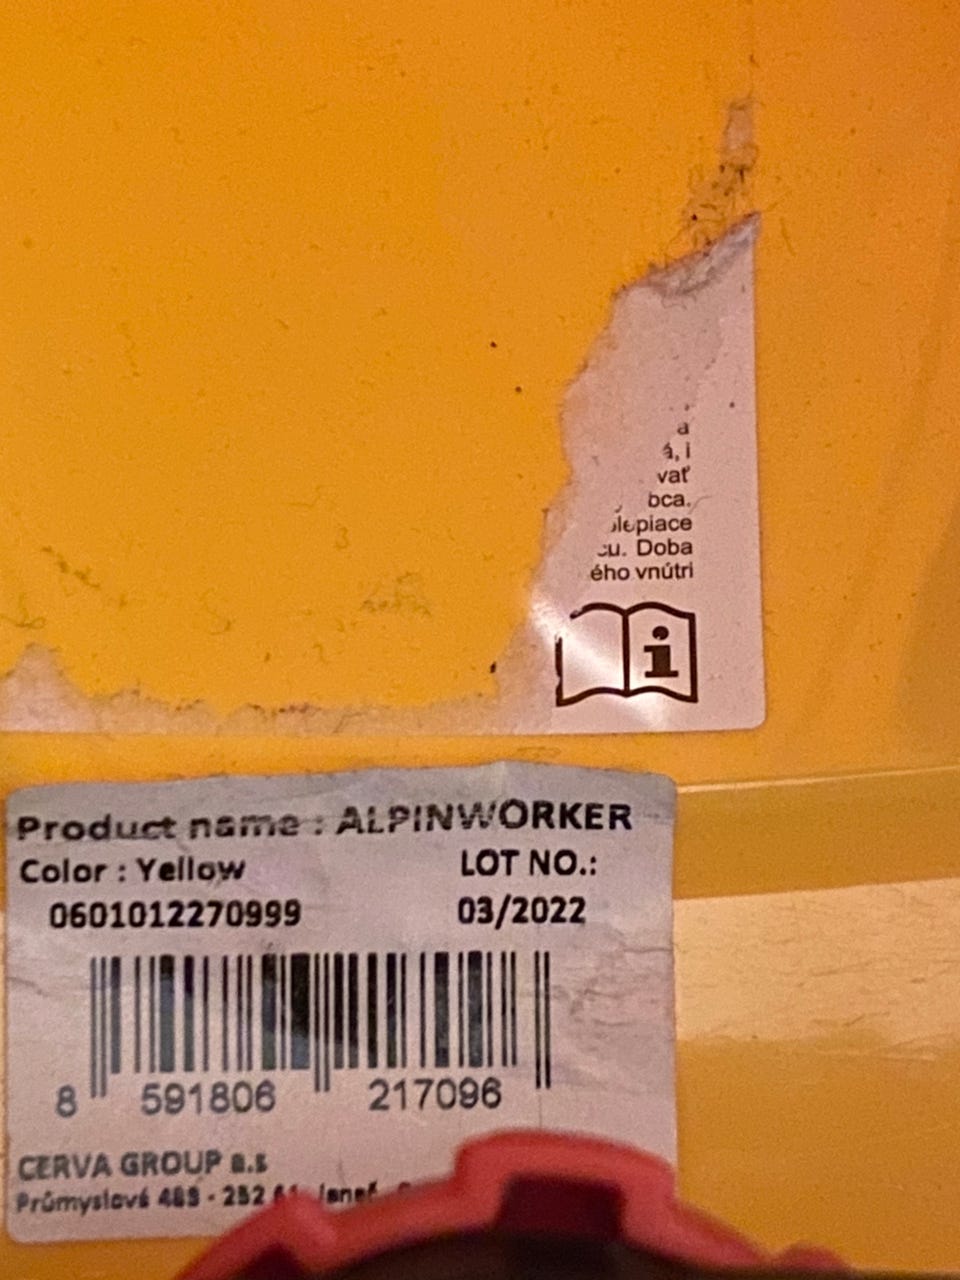 a
á, i
vať
bca.
lepiace
cu. Doba
ého vnútri
i
Product name : ALPINWORKER
Color : Yellow
LOT NO.:
0601012270999
03/2022
8 591806 217096
CERVA GROUP a.s
Průmyslová 483 - 252 61 Jeneč